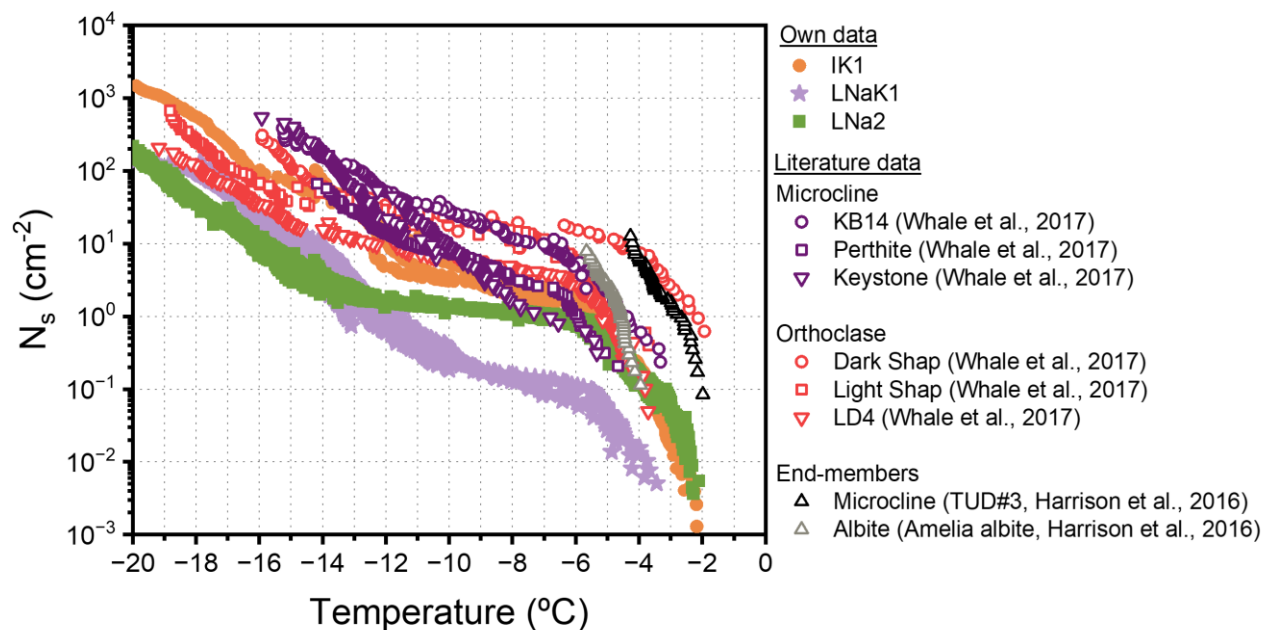 10⁴
10³
10²
10¹
10⁰
10⁻¹
10⁻²
10⁻³
Nₛ (cm⁻²)
−20 −18 −16 −14 −12 −10 −8 −6 −4 −2 0
Temperature (ºC)
Own data
IK1
LNaK1
LNa2
Literature data
Microcline
KB14 (Whale et al., 2017)
Perthite (Whale et al., 2017)
Keystone (Whale et al., 2017)
Orthoclase
Dark Shap (Whale et al., 2017)
Light Shap (Whale et al., 2017)
LD4 (Whale et al., 2017)
End-members
Microcline (TUD#3, Harrison et al., 2016)
Albite (Amelia albite, Harrison et al., 2016)